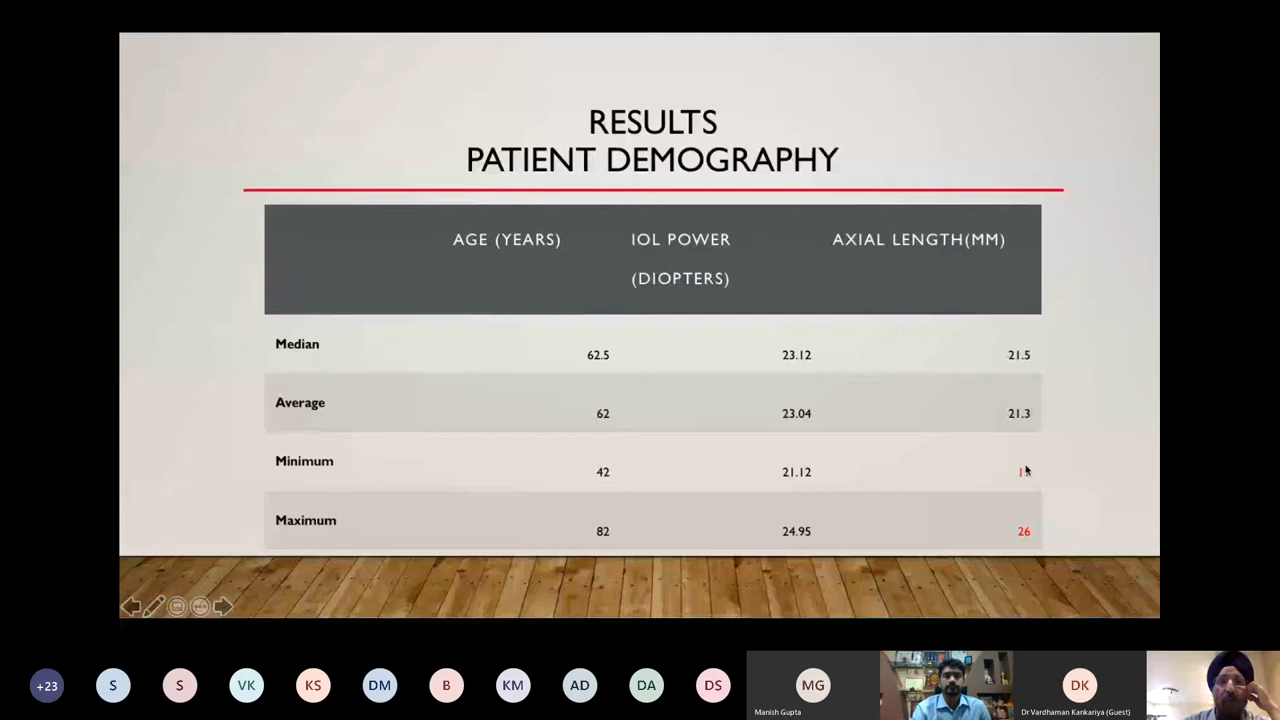 RESULTS
PATIENT DEMOGRAPHY
AGE (YEARS) IOL POWER (DIOPTERS) AXIAL LENGTH(MM)
Median 62.5 23.12 21.5
Average 62 23.04 21.3
Minimum 42 21.12
Maximum 82 24.95 26
+23 S S VK KS DM B KM AD DA DS MG DK
Manish Gupta Dr Vardhaman Kankariya (Guest)